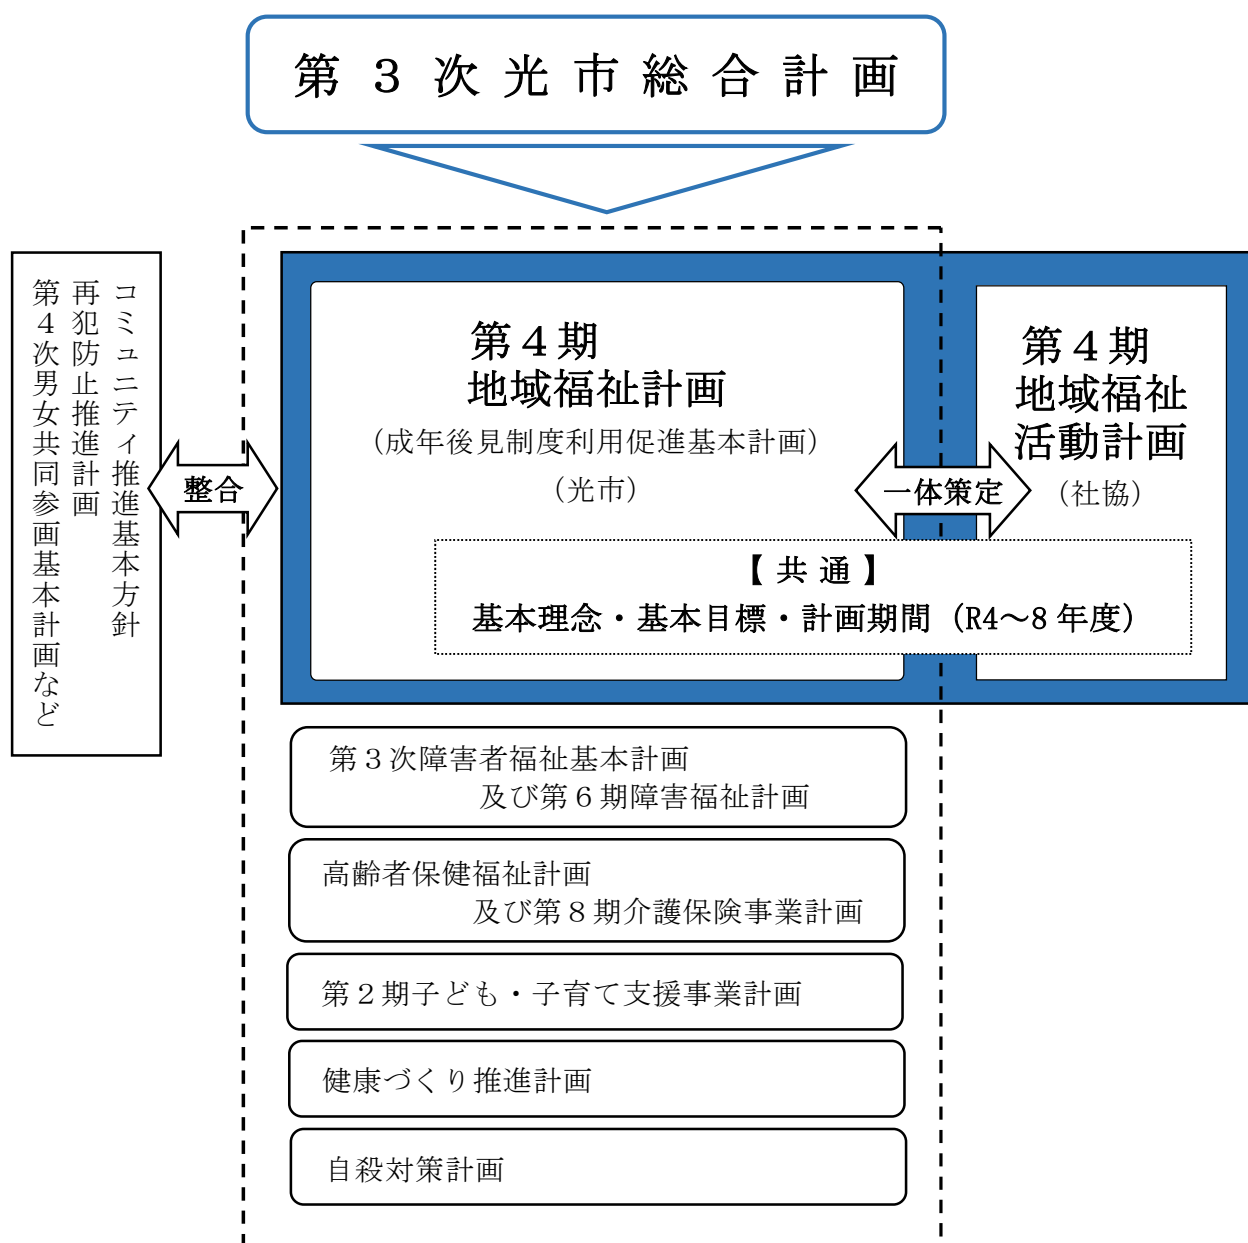 第３次光市総合計画
コミュニティ推進基本方針
再犯防止推進計画
第４次男女共同参画基本計画など
整合
第４期
地域福祉計画
（成年後見制度利用促進基本計画）
（光市）
一体策定
第４期
地域福祉
活動計画
（社協）
【共通】
基本理念・基本目標・計画期間（R4～8年度）
第３次障害者福祉基本計画
及び第６期障害福祉計画
高齢者保健福祉計画
及び第８期介護保険事業計画
第２期子ども・子育て支援事業計画
健康づくり推進計画
自殺対策計画